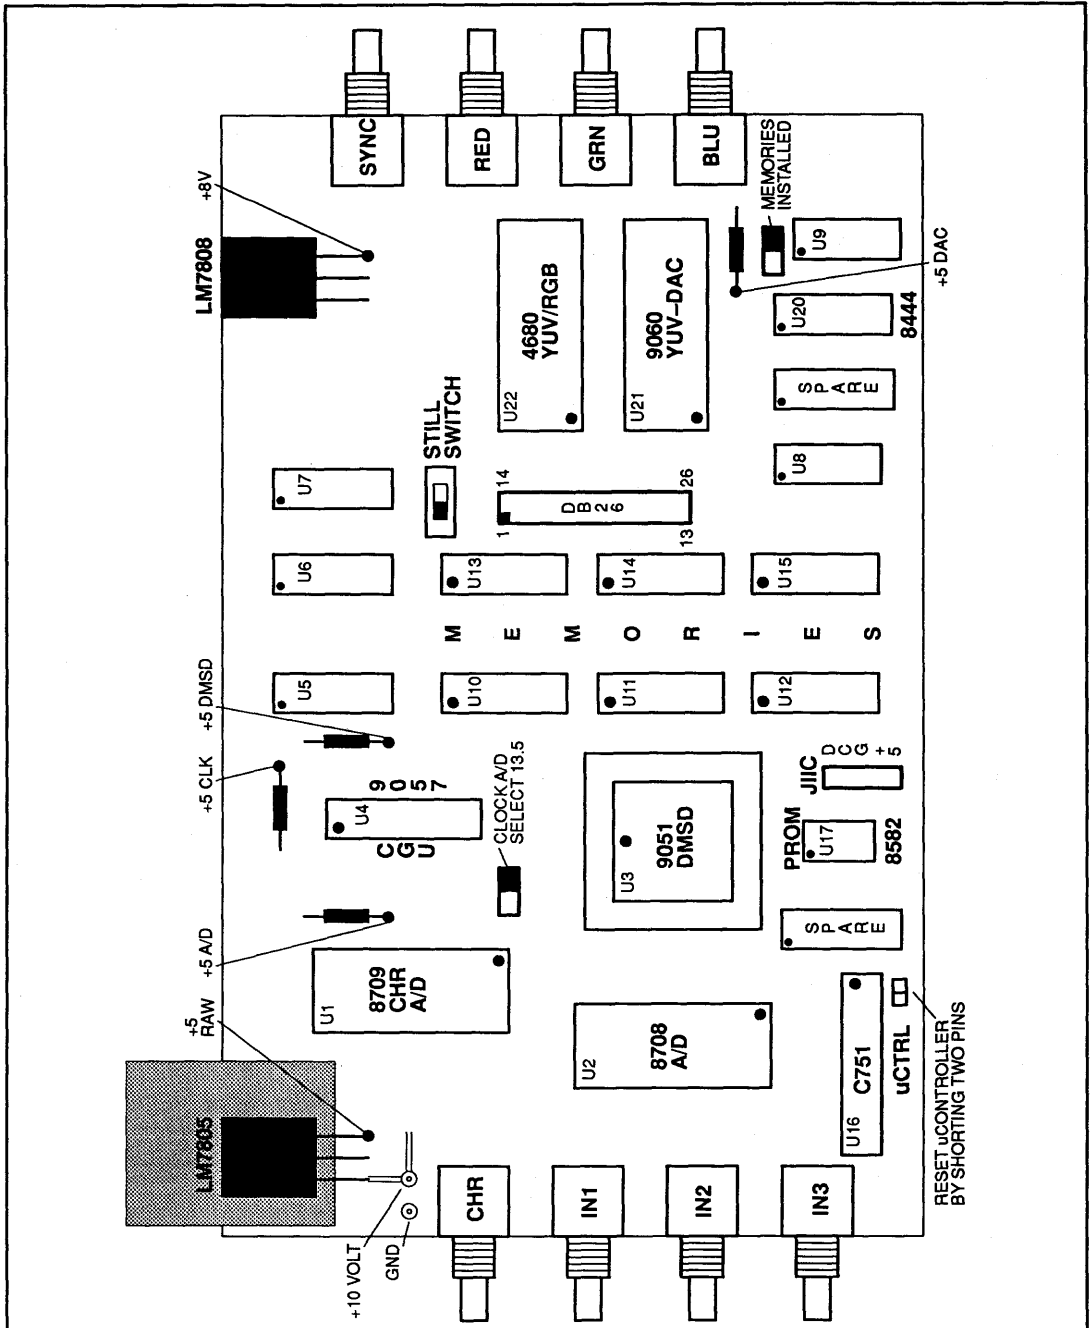 SYNC
RED
GRN
BLU
MEMORIES
INSTALLED
+8V
LM7808
U9
+5 DAC
4680
YUV/RGB
U22
9060
YUV–DAC
U21
U20
8444
SPARE
STILL
SWITCH
U7
14
1
DB26
26
13
U8
U6
U13
U14
U15
MEMORIES
U5
U10
U11
U12
+5 DMSD
+5 CLK
9057
U4
CGU
CLOCK A/D
SELECT 13.5
9051
DMSD
U3
JIIC
DCG+5
PROM
U17
8582
SPARE
+5 A/D
+5
RAW
8709
CHR
A/D
U1
8708
A/D
U2
C751
U16
uCTRL
RESET uCONTROLLER
BY SHORTING TWO PINS
LM7805
+10 VOLT
GND
CHR
IN1
IN2
IN3